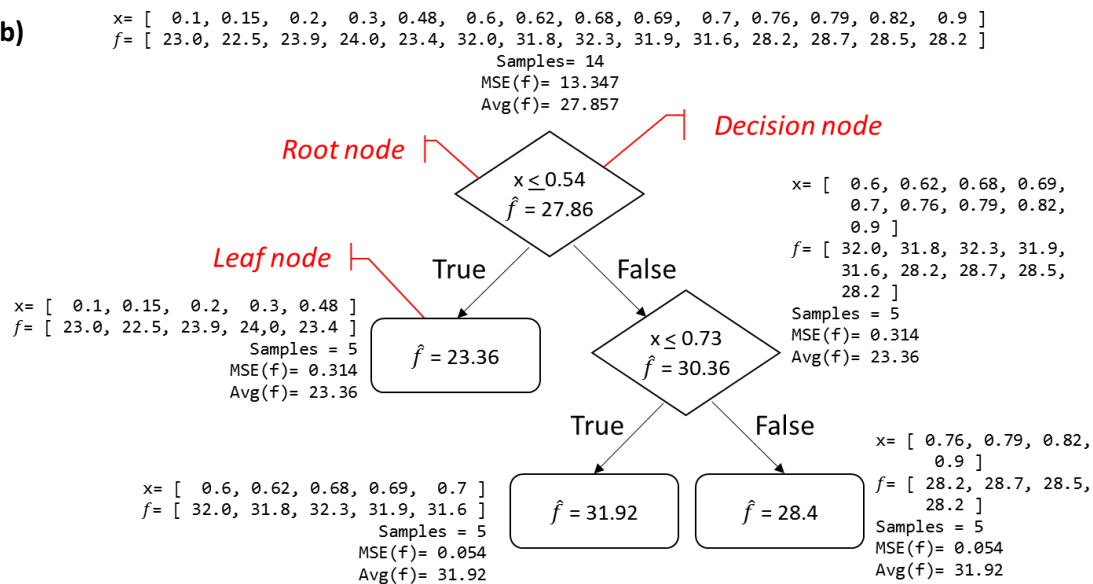 b)
x= [ 0.1, 0.15, 0.2, 0.3, 0.48, 0.6, 0.62, 0.68, 0.69, 0.7, 0.76, 0.79, 0.82, 0.9 ]
f= [ 23.0, 22.5, 23.9, 24.0, 23.4, 32.0, 31.8, 32.3, 31.9, 31.6, 28.2, 28.7, 28.5, 28.2 ]
Samples= 14
MSE(f)= 13.347
Avg(f)= 27.857
Root node
Decision node
x ≤ 0.54
f̂ = 27.86
x= [ 0.6, 0.62, 0.68, 0.69,
0.7, 0.76, 0.79, 0.82,
0.9 ]
f= [ 32.0, 31.8, 32.3, 31.9,
31.6, 28.2, 28.7, 28.5,
28.2 ]
Samples = 5
MSE(f)= 0.314
Avg(f)= 23.36
Leaf node
True
False
x= [ 0.1, 0.15, 0.2, 0.3, 0.48 ]
f= [ 23.0, 22.5, 23.9, 24,0, 23.4 ]
Samples = 5
MSE(f)= 0.314
Avg(f)= 23.36
f̂ = 23.36
x ≤ 0.73
f̂ = 30.36
True
False
x= [ 0.6, 0.62, 0.68, 0.69, 0.7 ]
f= [ 32.0, 31.8, 32.3, 31.9, 31.6 ]
Samples = 5
MSE(f)= 0.054
Avg(f)= 31.92
f̂ = 31.92
f̂ = 28.4
x= [ 0.76, 0.79, 0.82,
0.9 ]
f= [ 28.2, 28.7, 28.5,
28.2 ]
Samples = 5
MSE(f)= 0.054
Avg(f)= 31.92